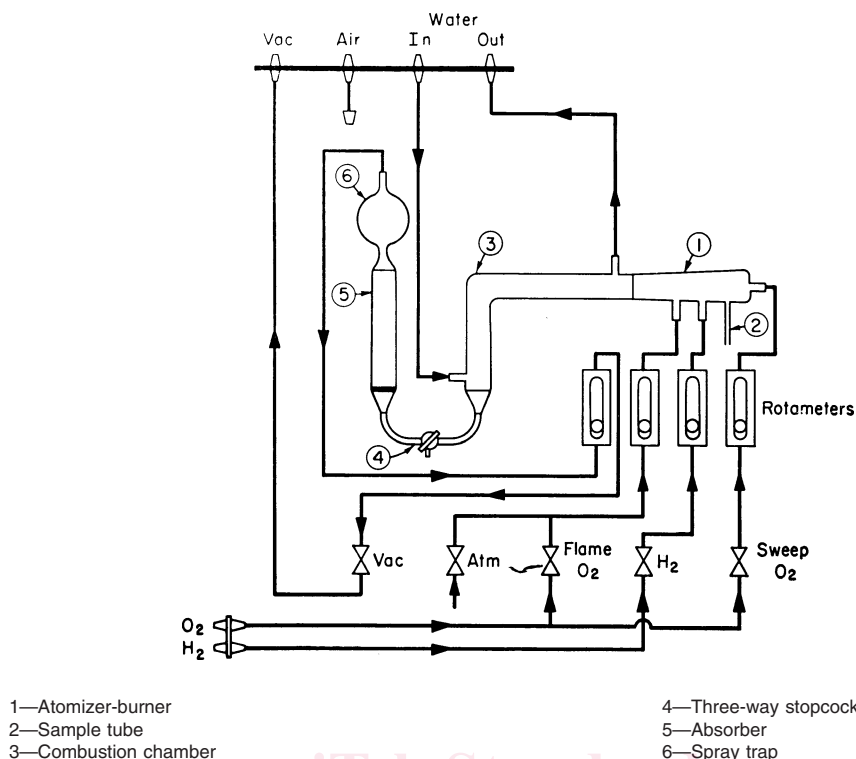 Water
Vac Air In Out
6
3
1
5
2
Rotameters
4
Vac
Atm
Flame
O2
H2
Sweep
O2
O2
H2
1—Atomizer-burner
2—Sample tube
3—Combustion chamber
4—Three-way stopcock
5—Absorber
6—Spray trap